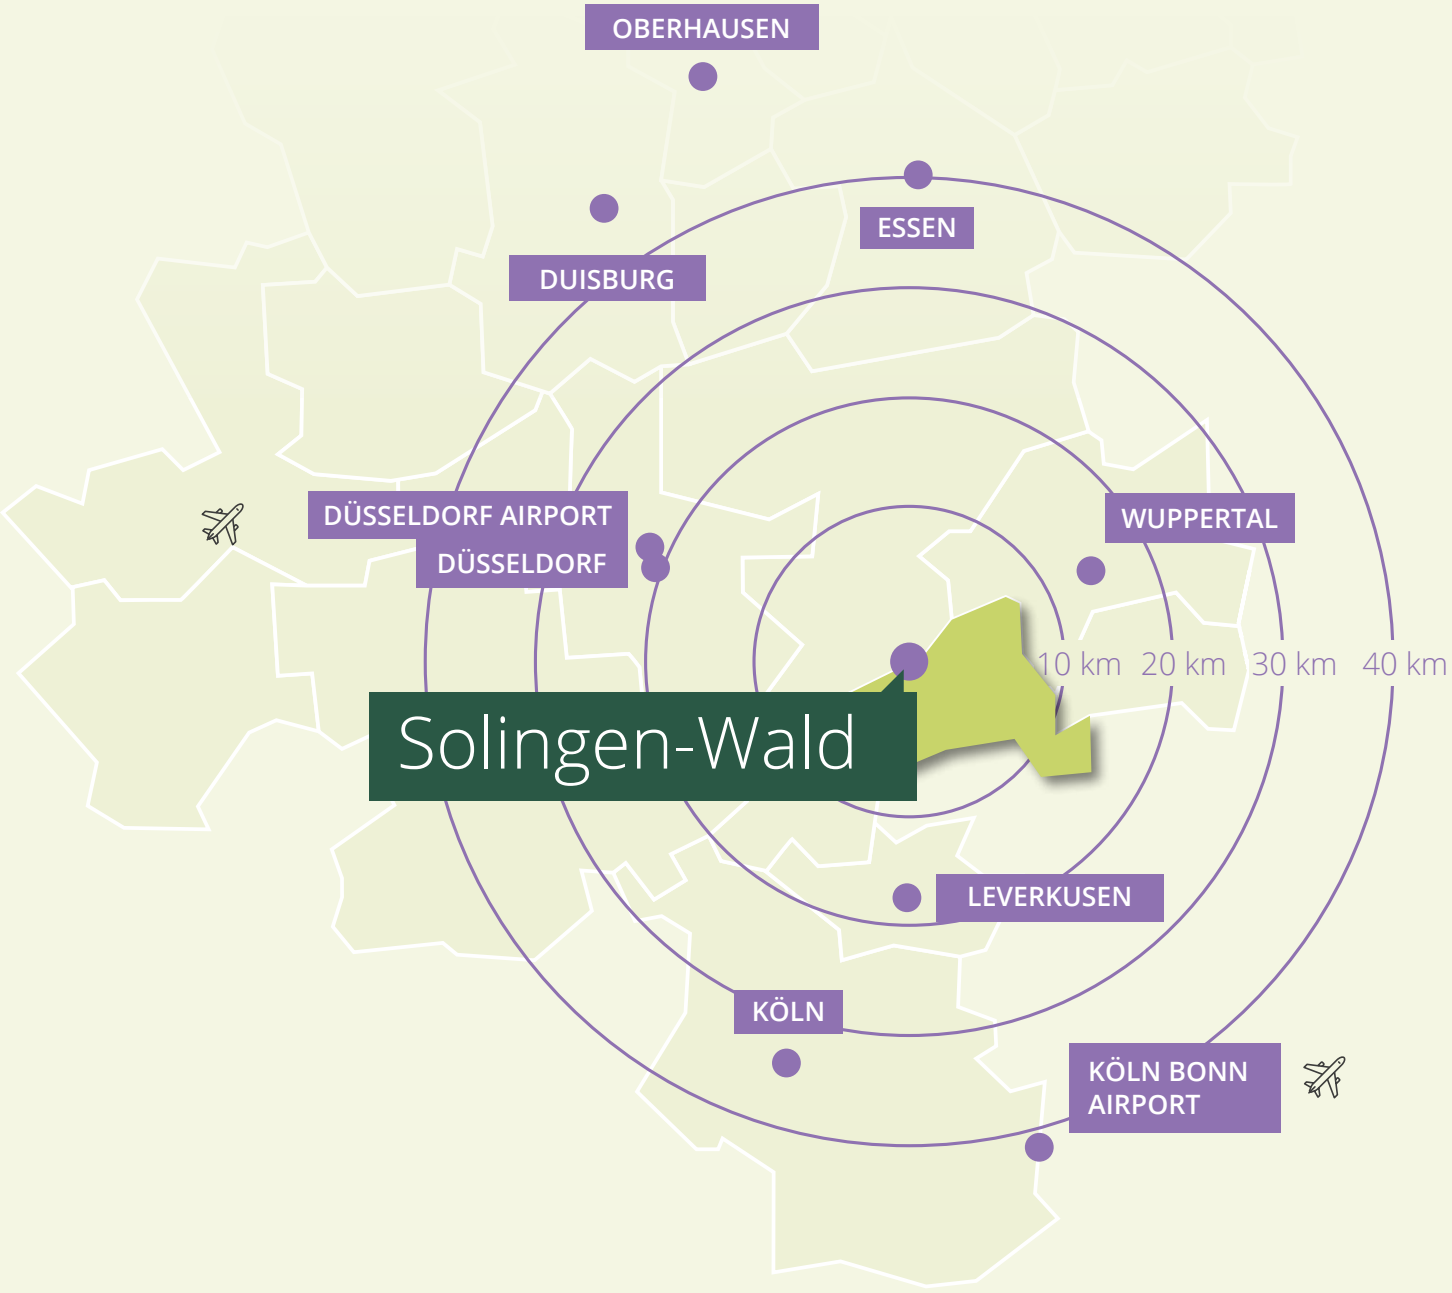 OBERHAUSEN
ESSEN
DUISBURG
DÜSSELDORF AIRPORT
WUPPERTAL
DÜSSELDORF
10 km 20 km 30 km 40 km
Solingen-Wald
LEVERKUSEN
KÖLN
KÖLN BONN
AIRPORT